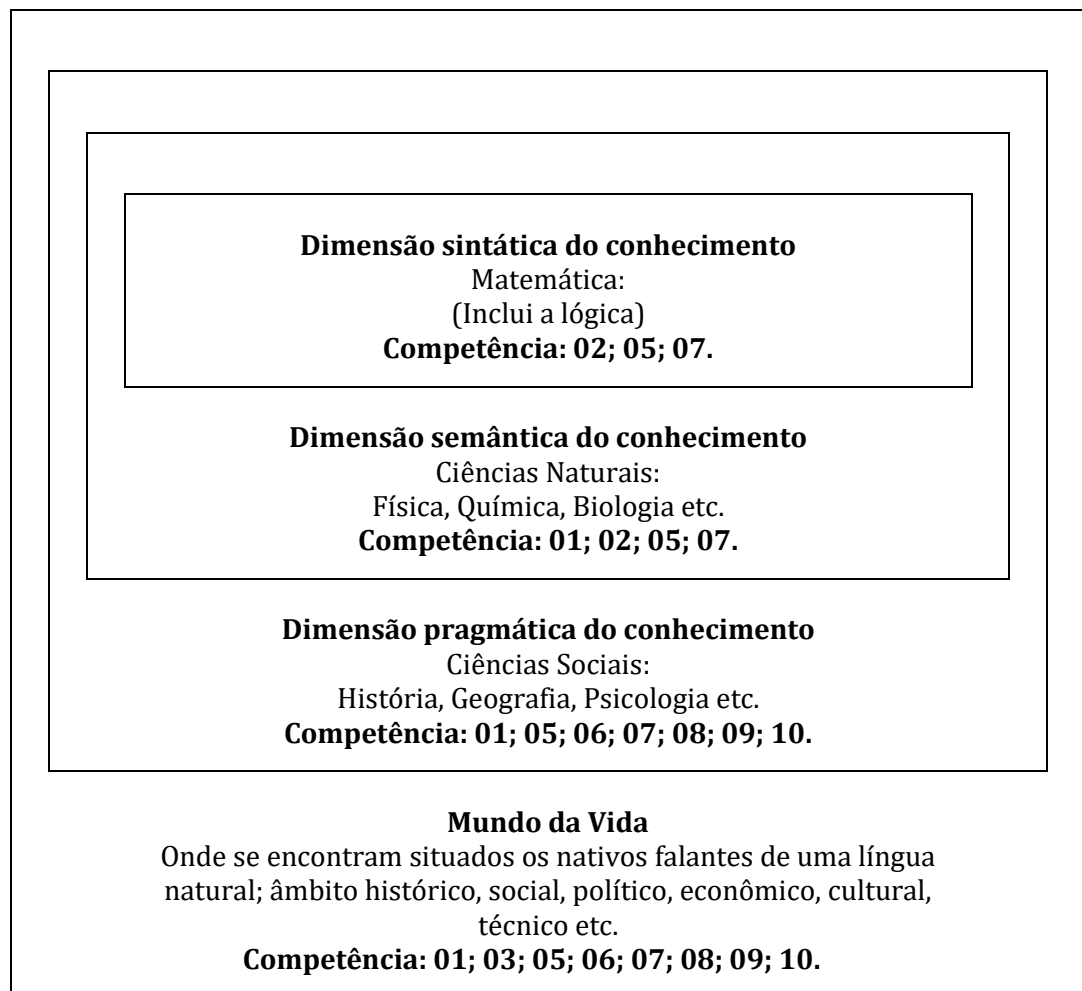 Dimensão sintática do conhecimento
Matemática:
(Inclui a lógica)
Competência: 02; 05; 07.
Dimensão semântica do conhecimento
Ciências Naturais:
Física, Química, Biologia etc.
Competência: 01; 02; 05; 07.
Dimensão pragmática do conhecimento
Ciências Sociais:
História, Geografia, Psicologia etc.
Competência: 01; 05; 06; 07; 08; 09; 10.
Mundo da Vida
Onde se encontram situados os nativos falantes de uma língua
natural; âmbito histórico, social, político, econômico, cultural,
técnico etc.
Competência: 01; 03; 05; 06; 07; 08; 09; 10.